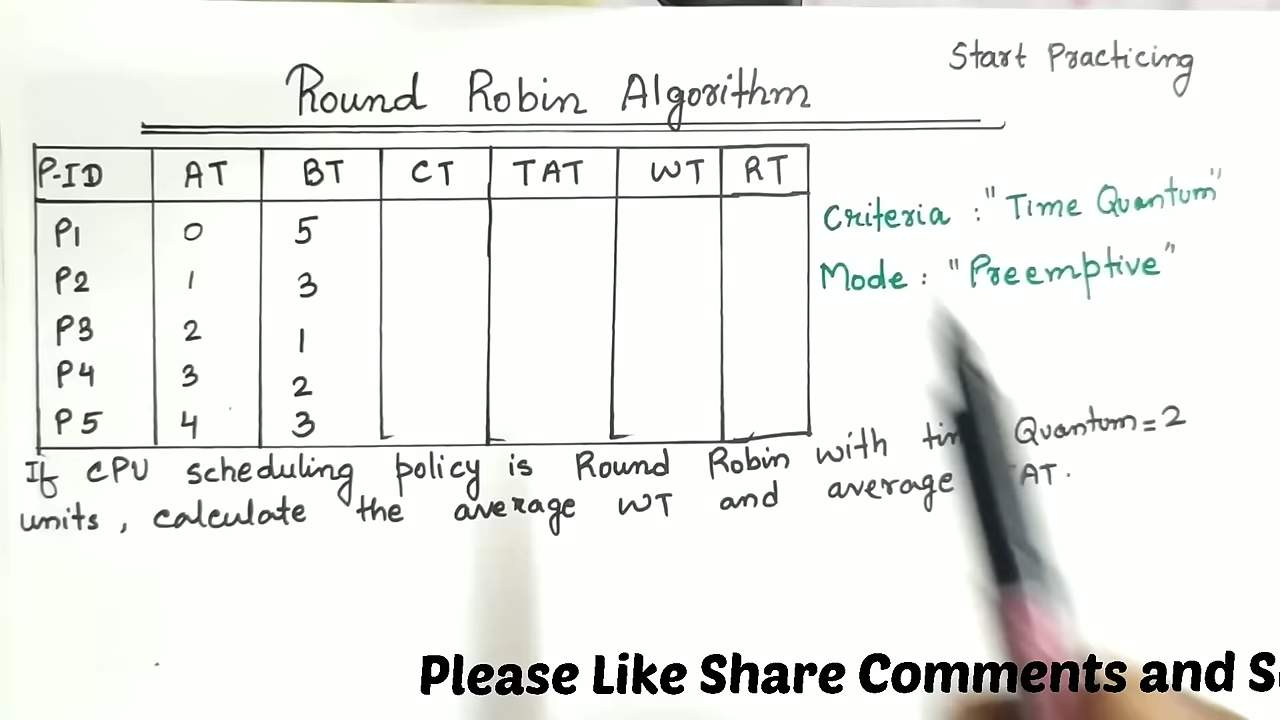 Start Practicing
Round Robin Algorithm
P-ID AT BT CT TAT WT RT
P1 0 5
P2 1 3
P3 2 1
P4 3 2
P5 4 3
Criteria : "Time Quantum"
Mode : "Preemptive"
If CPU scheduling policy is Round Robin with Quantum = 2
units, calculate the average WT and average AT.
Please Like Share Comments and S